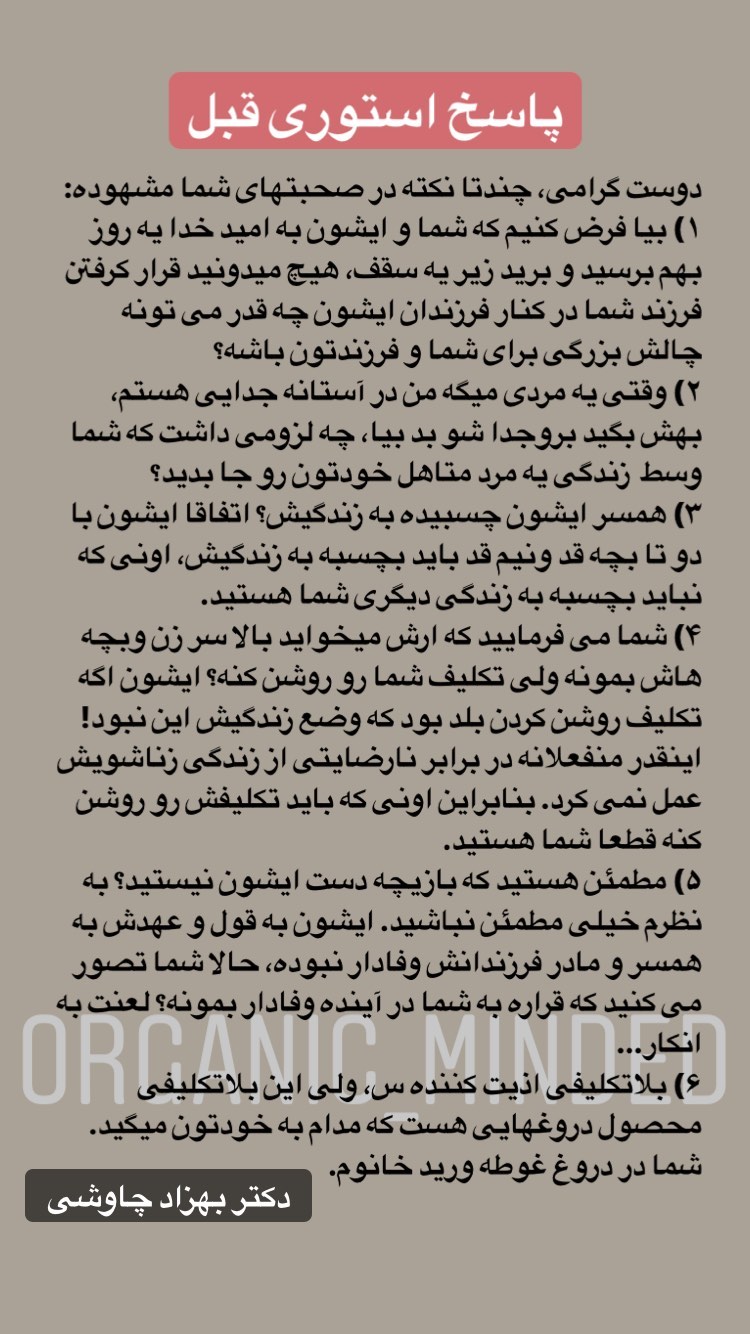 پاسخ استوری قبل
دوست گرامی، چندتا نکته در صحبتهای شما مشهوده:
۱) بیا فرض کنیم که شما و ایشون به امید خدا یه روز
بهم برسید و برید زیر یه سقف، هیچ میدونید قرار گرفتن
فرزند شما در کنار فرزندان ایشون چه قدر می تونه
چالش بزرگی برای شما و فرزندتون باشه؟
۲) وقتی یه مردی میگه من در آستانه جدایی هستم،
بهش بگید بروجدا شو بد بیا، چه لزومی داشت که شما
وسط زندگی یه مرد متاهل خودتون رو جا بدید؟
۳) همسر ایشون چسبیده به زندگیش؟ اتفاقا ایشون با
دو تا بچه قد ونیم قد باید بچسبه به زندگیش، اونی که
نباید بچسبه به زندگی دیگری شما هستید.
۴) شما می فرمایید که ارش میخواید بالا سر زن وبچه
هاش بمونه ولی تکلیف شما رو روشن کنه؟ ایشون اگه
تکلیف روشن کردن بلد بود که وضع زندگیش این نبود!
اینقدر منفعلانه در برابر نارضایتی از زندگی زناشویش
عمل نمی کرد. بنابراین اونی که باید تکلیفش رو روشن
کنه قطعا شما هستید.
۵) مطمئن هستید که بازیچه دست ایشون نیستید؟ به
نظرم خیلی مطمئن نباشید. ایشون به قول و عهدش به
همسر و مادر فرزندانش وفادار نبوده، حالا شما تصور
می کنید که قراره به شما در آینده وفادار بمونه؟ لعنت به
انکار...
ORGANIC_MINDED
۶) بلاتکلیفی اذیت کننده س، ولی این بلاتکلیفی
محصول دروغهایی هست که مدام به خودتون میگید.
شما در دروغ غوطه ورید خانوم.
دکتر بهزاد چاوشی